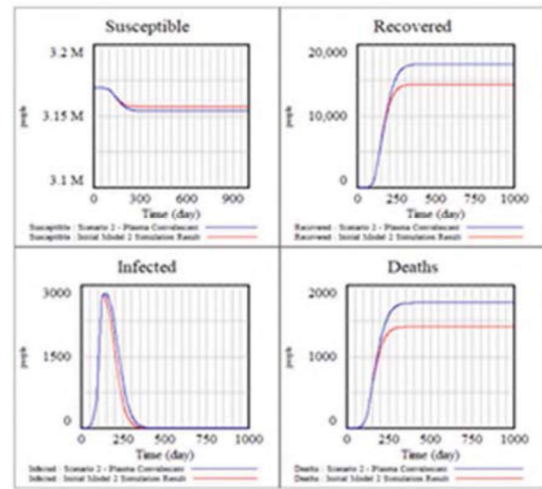 Susceptible
3.2 M
3.15 M
3.1 M
people
0 300 600 900
Time (day)
Susceptible : Scenario 2 - Plasma Convalescent
Susceptible : Initial Model 2 Simulation Result
Recovered
20,000
10,000
0
people
0 250 500 750 1000
Time (day)
Recovered : Scenario 2 - Plasma Convalescent
Recovered : Initial Model 2 Simulation Result
Infected
3000
1500
0
people
0 250 500 750 1000
Time (day)
Infected : Scenario 2 - Plasma Convalescent
Infected : Initial Model 2 Simulation Result
Deaths
2000
1000
0
people
0 250 500 750 1000
Time (day)
Deaths : Scenario 2 - Plasma Convalescent
Deaths : Initial Model 2 Simulation Result